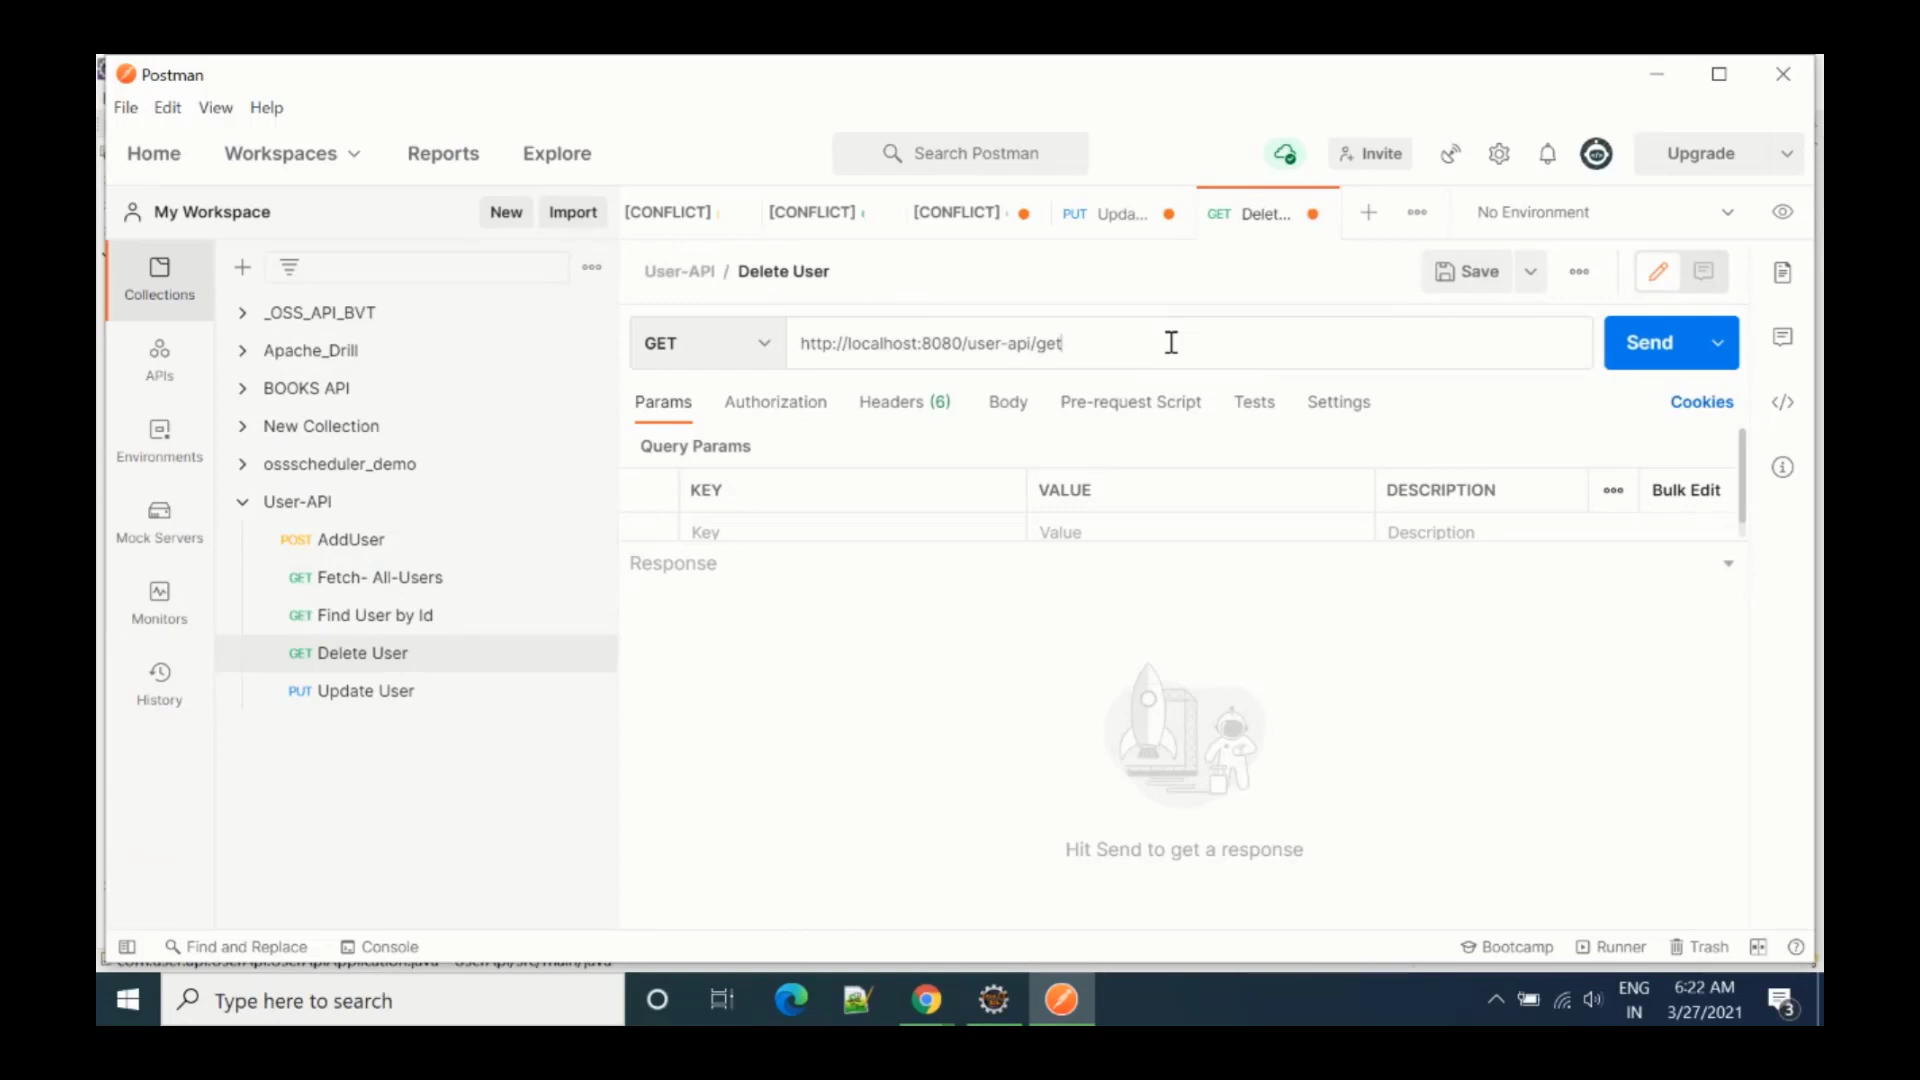 Postman
File Edit View Help
Home Workspaces Reports Explore Search Postman Invite Upgrade
My Workspace New Import [CONFLICT] [CONFLICT] [CONFLICT] PUT Upda... GET Delet... No Environment
User-API / Delete User Save
Collections
_OSS_API_BVT
Apache_Drill
BOOKS API
New Collection
ossscheduler_demo
User-API
POST AddUser
GET Fetch- All-Users
GET Find User by Id
GET Delete User
PUT Update User
APIs
Environments
Mock Servers
Monitors
History
GET http://localhost:8080/user-api/get Send
Params Authorization Headers (6) Body Pre-request Script Tests Settings Cookies
Query Params
KEY VALUE DESCRIPTION Bulk Edit
Key Value Description
Response
Hit Send to get a response
Find and Replace Console Bootcamp Runner Trash
Type here to search
ENG
IN
6:22 AM
3/27/2021
3